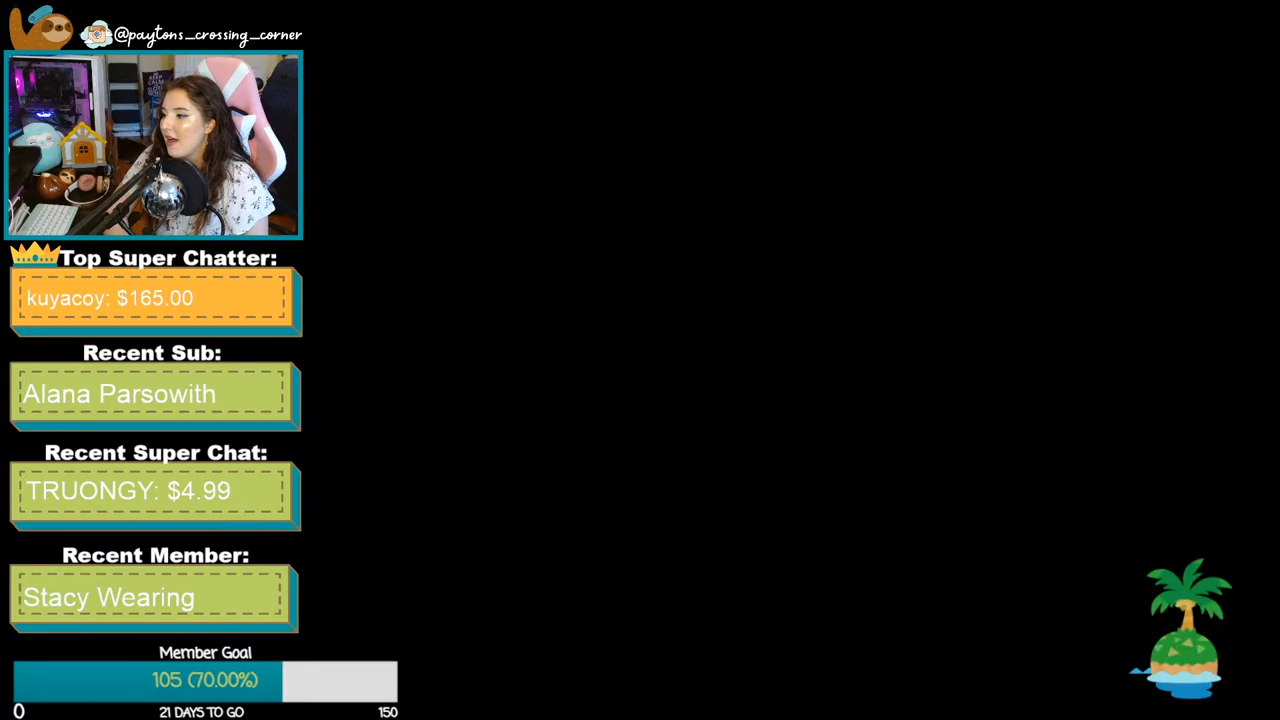 @paytons_crossing_corner
Top Super Chatter:
kuyacoy: $165.00
Recent Sub:
Alana Parsowith
Recent Super Chat:
TRUONGY: $4.99
Recent Member:
Stacy Wearing
Member Goal
105 (70.00%)
0 21 DAYS TO GO 150